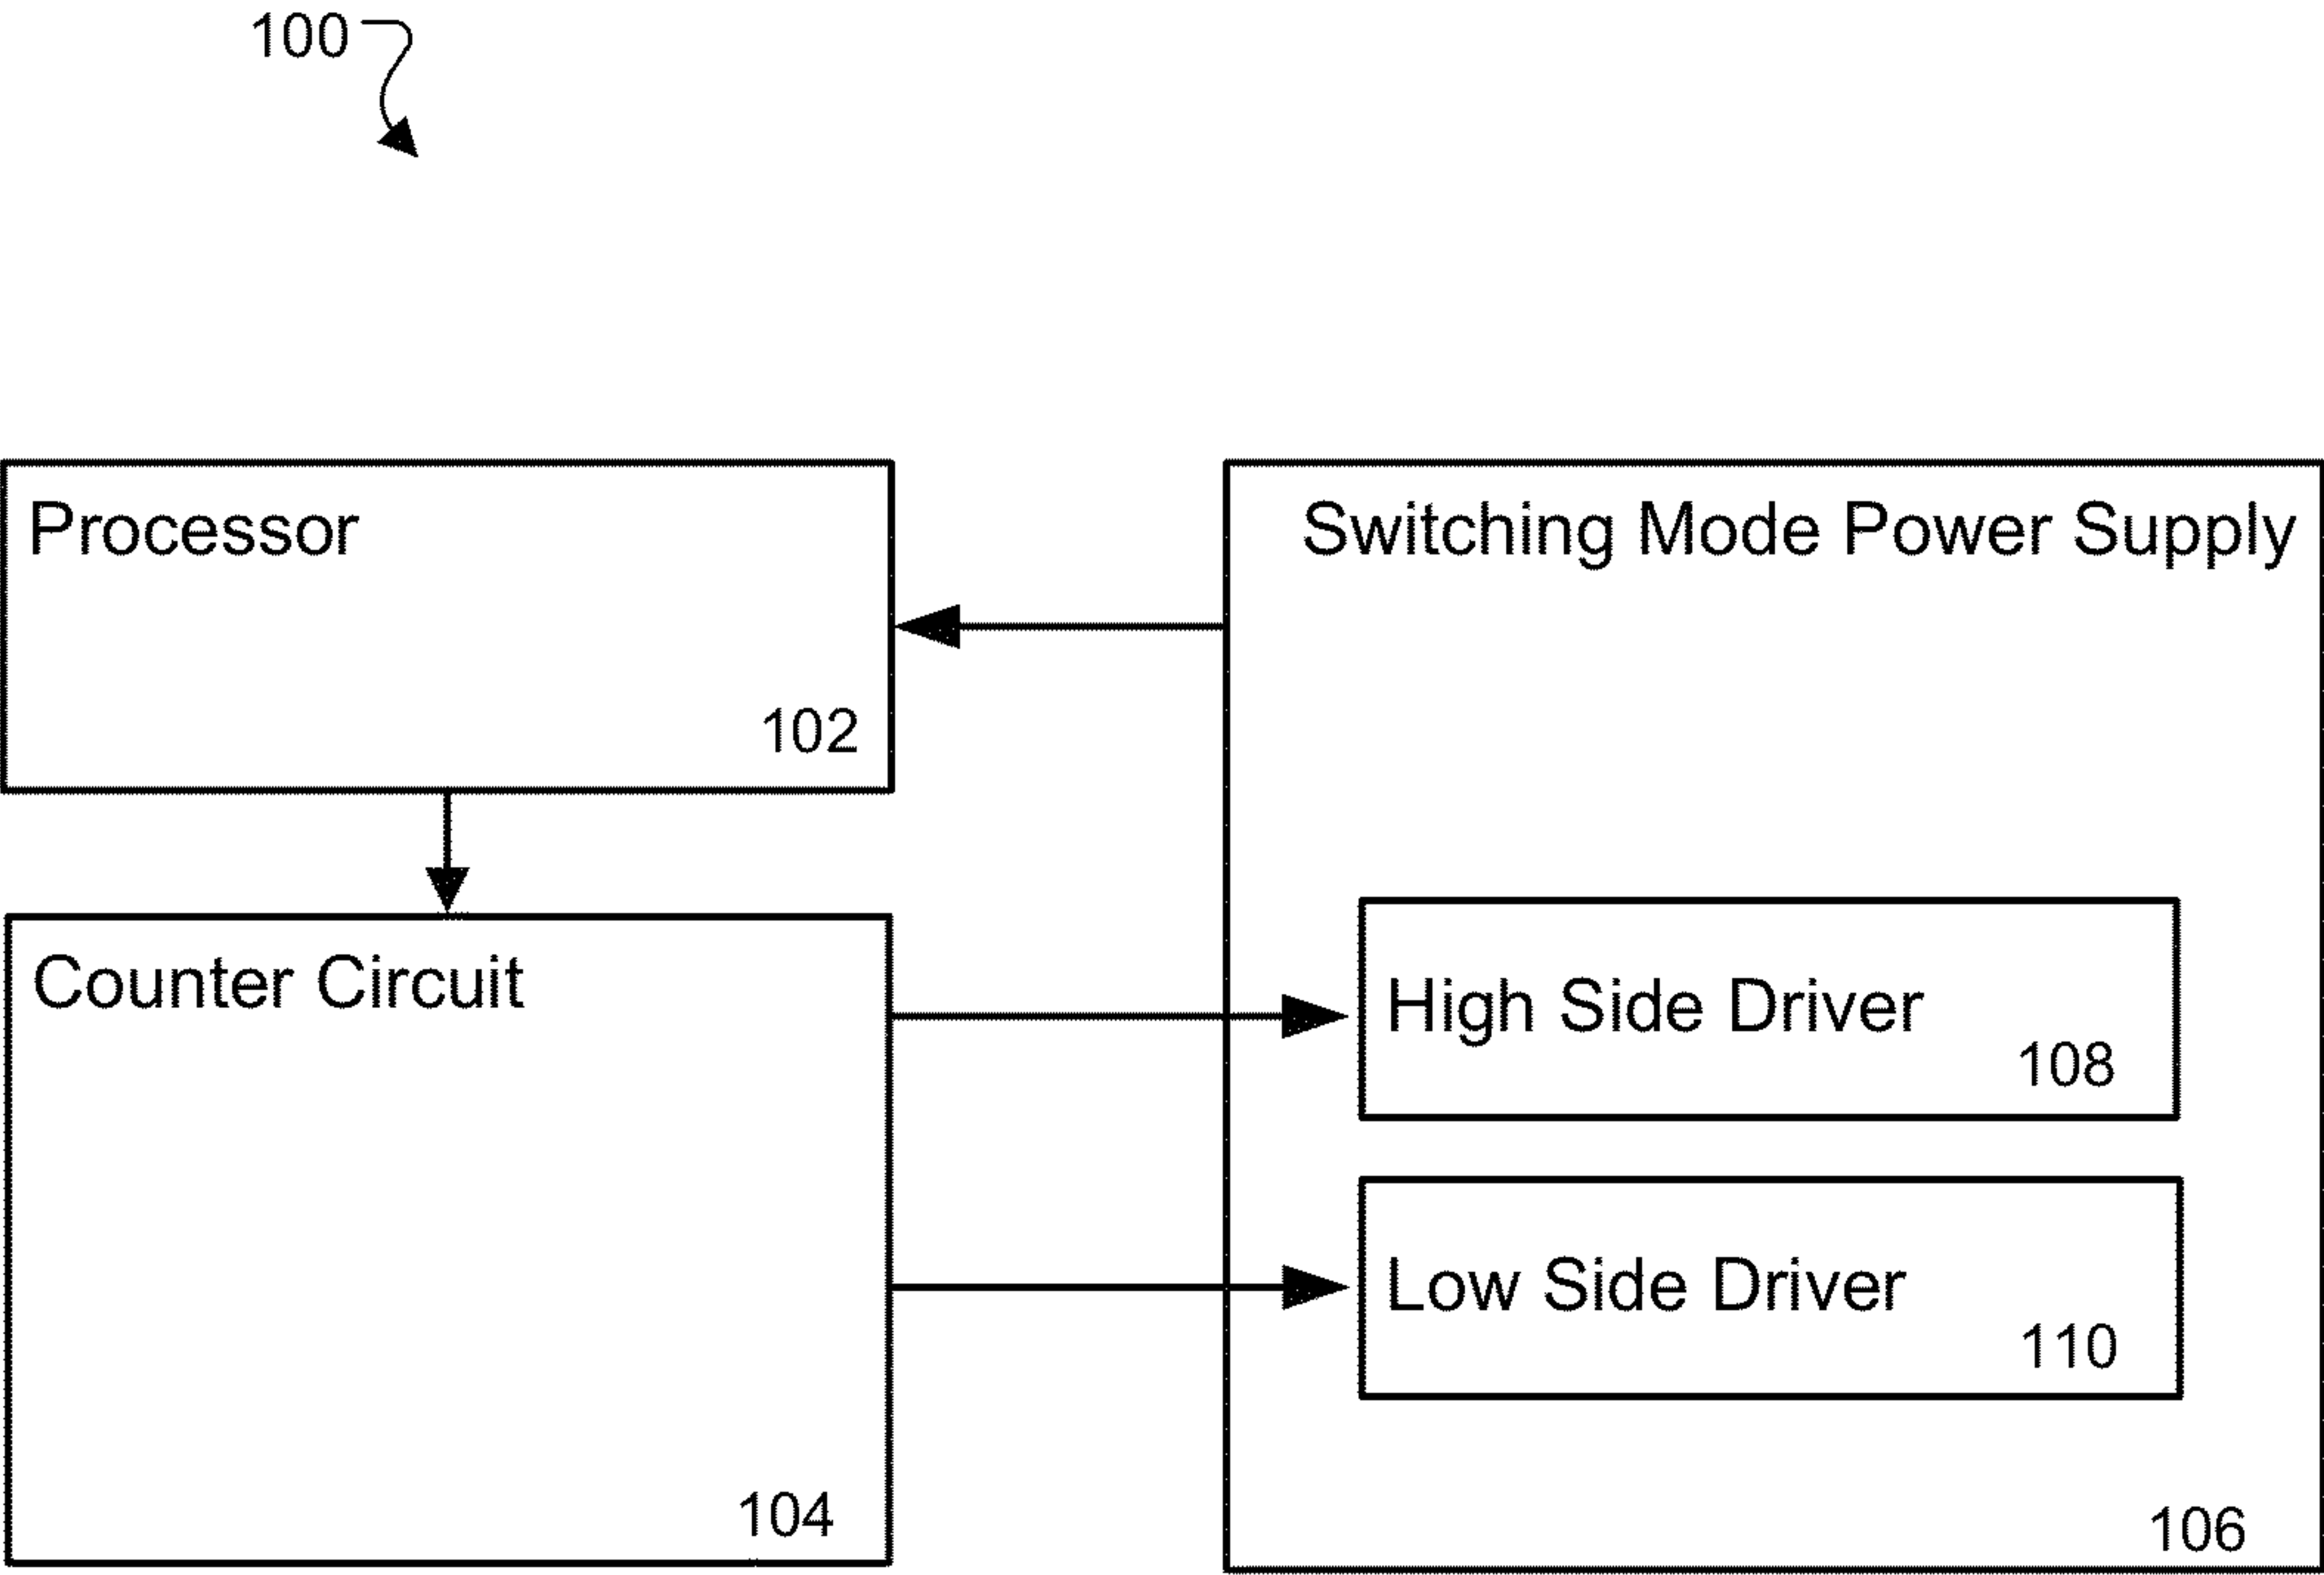 100
Processor
102
Switching Mode Power Supply
Counter Circuit
104
High Side Driver
108
Low Side Driver
110
106